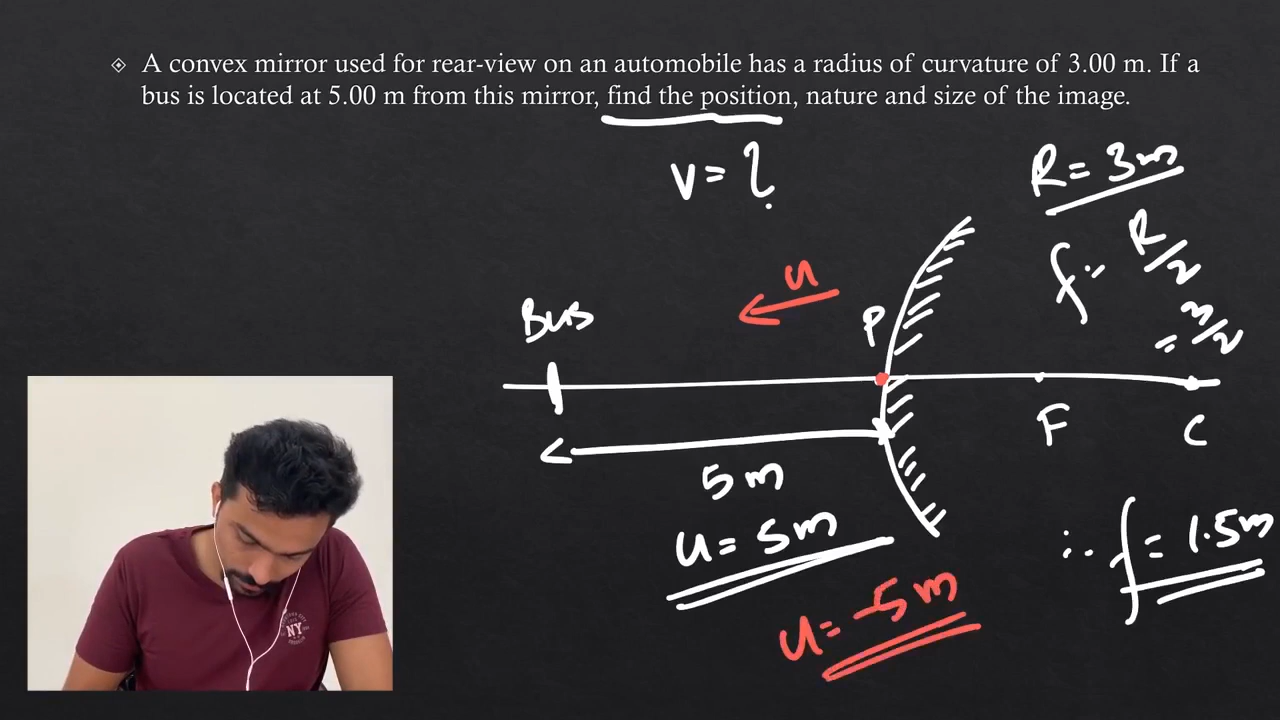 A convex mirror used for rear-view on an automobile has a radius of curvature of 3.00 m. If a
bus is located at 5.00 m from this mirror, find the position, nature and size of the image.
v = ?
R = 3m
f = R/2
= 3/2
u
Bus
P
F
C
5 m
u = 5m
∴ f = 1.5m
u = -5 m
NY